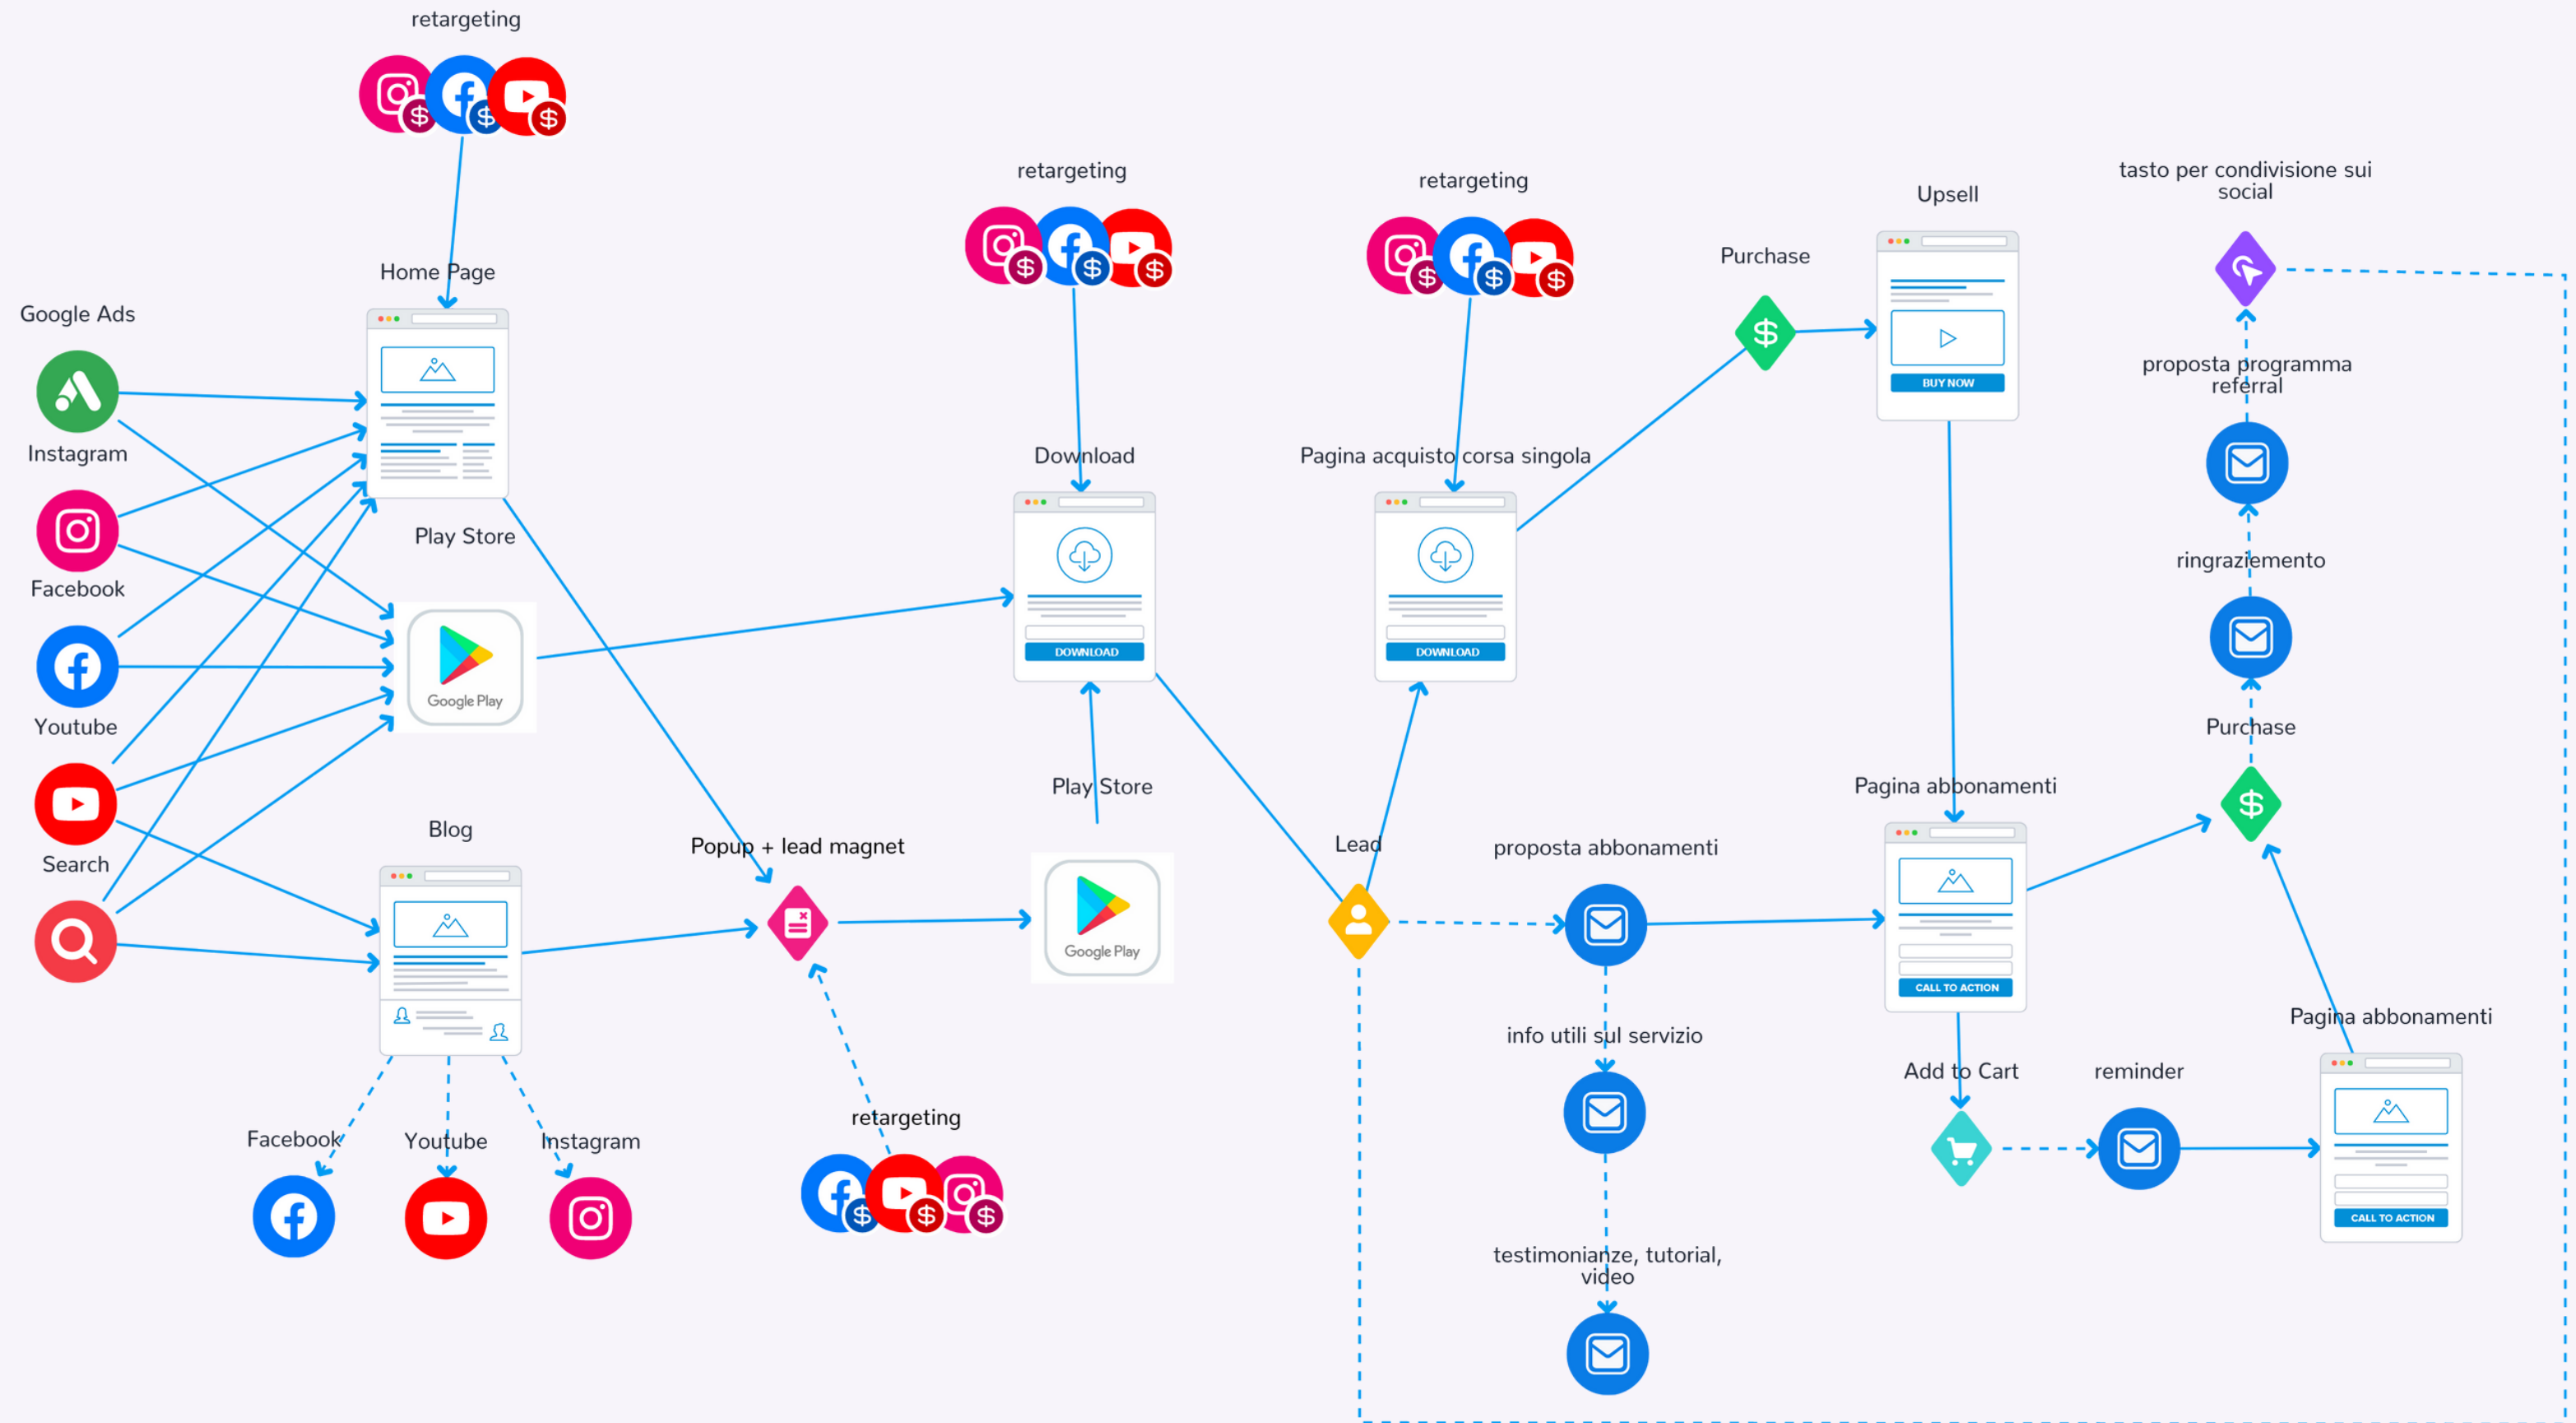 retargeting
Home Page
Google Ads
Instagram
Facebook
Youtube
Search
Play Store
Google Play
Blog
Facebook
Youtube
Instagram
Popup + lead magnet
retargeting
retargeting
Download
DOWNLOAD
Play Store
Google Play
retargeting
Pagina acquisto corsa singola
DOWNLOAD
Lead
Purchase
Upsell
BUY NOW
proposta abbonamenti
info utili sul servizio
testimonianze, tutorial,
video
Pagina abbonamenti
CALL TO ACTION
Add to Cart
reminder
Pagina abbonamenti
CALL TO ACTION
Purchase
ringraziemento
proposta programma
referral
tasto per condivisione sui
social